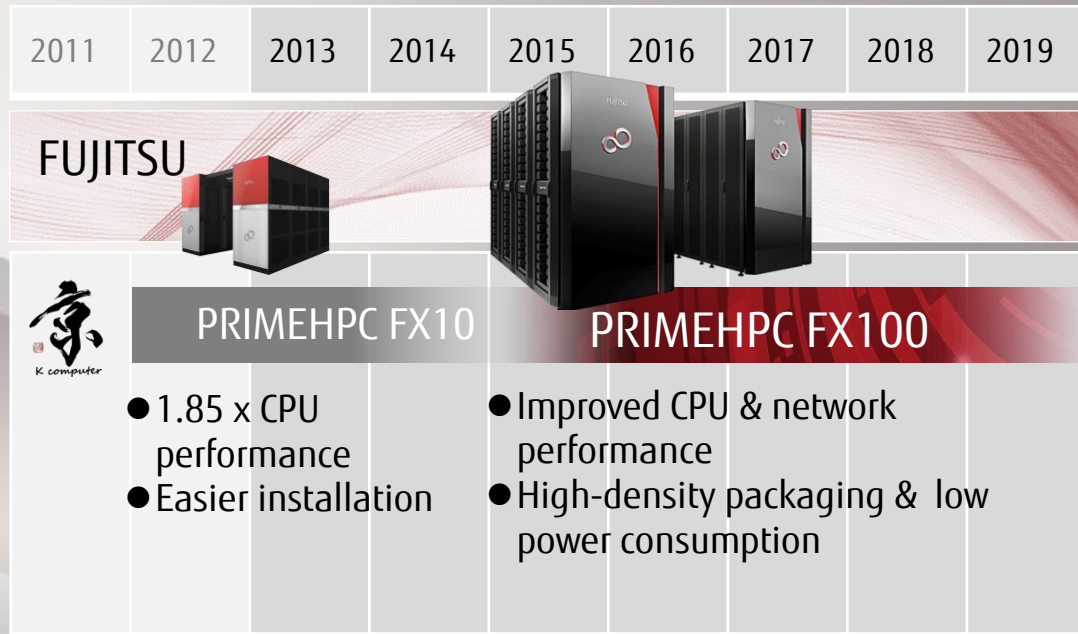 2011 2012 2013 2014 2015 2016 2017 2018 2019
FUJITSU
FUJITSU
京
K computer
PRIMEHPC FX10
PRIMEHPC FX100
● 1.85 x CPU
performance
● Easier installation
● Improved CPU & network
performance
● High-density packaging & low
power consumption